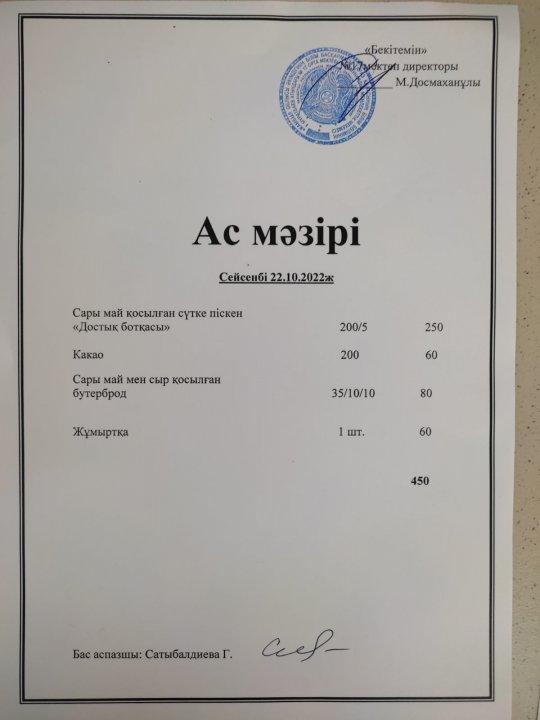 «Бекітемін»
мектеп директоры
М.Досмаханұлы
Ас мәзірі
Сейсенбі 22.10.2022ж
Сары май қосылған сүтке піскен
«Достық ботқасы» 200/5 250
Какао 200 60
Сары май мен сыр қосылған
бутерброд 35/10/10 80
Жұмыртқа 1 шт. 60
450
Бас аспазшы: Сатыбалдиева Г.